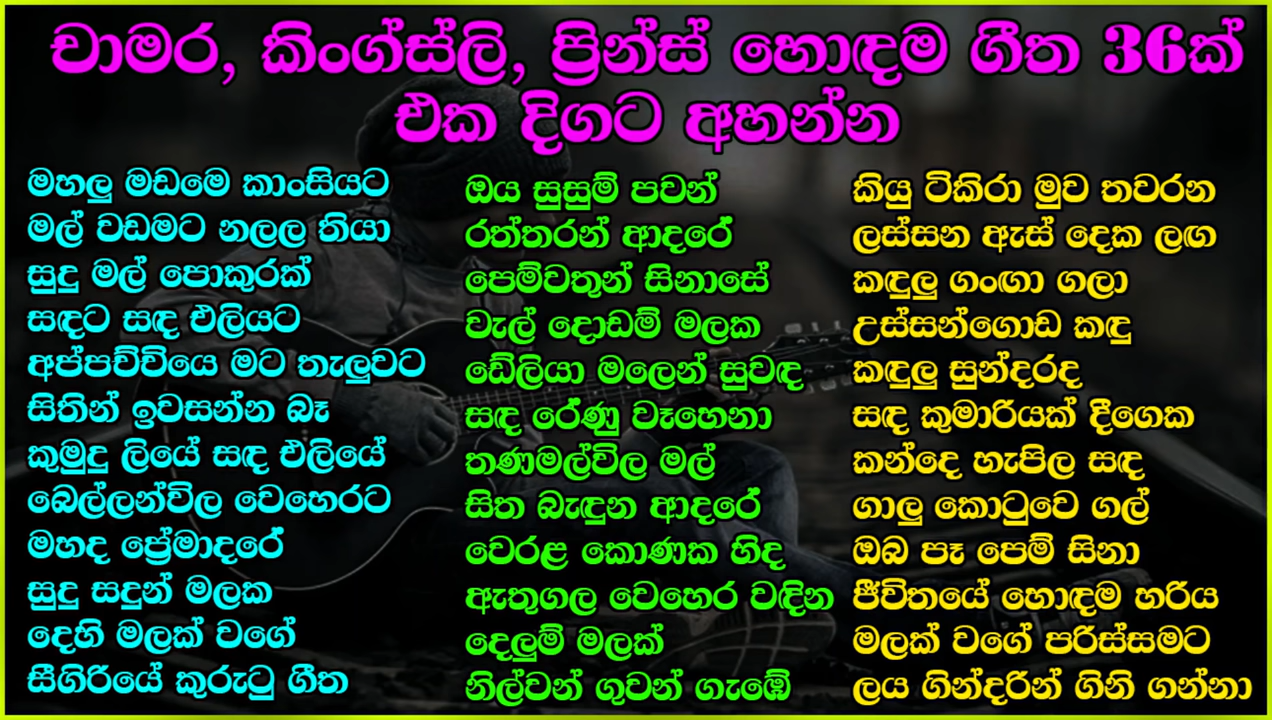 චාමර, කිංග්ස්ලි, ප්‍රින්ස් හොඳම ගීත 36ක්
එක දිගට අහන්න
මහලු මඩමෙ කාංසියට
මල් වඩමට නලල තියා
සුදු මල් පොකුරක්
සඳට සඳ එලියට
අප්පච්චියෙ මට තැලුවට
සිතින් ඉවසන්න බෑ
කුමුදු ලියේ සඳ එලියේ
බෙල්ලන්විල වෙහෙරට
මහද ප්‍රේමාදරේ
සුදු සඳුන් මලක
දෙහි මලක් වගේ
සීගිරියේ කුරුටු ගීත
ඔය සුසුම් පවන්
රත්තරන් ආදරේ
පෙම්වතුන් සිනාසේ
වැල් දොඩම් මලක
ඩේලියා මලෙන් සුවඳ
සඳ රේණු වෑහෙනා
තණමල්විල මල්
සිත බැඳුන ආදරේ
වෙරළ කොණක හිඳ
ඇතුගල වෙහෙර වඳින
දෙලුම් මලක්
නිල්වන් ගුවන් ගැඹේ
කියු ටිකිරා මුව තවරන
ලස්සන ඇස් දෙක ලඟ
කඳුලු ගංඟා ගලා
උස්සන්ගොඩ කඳු
කඳුලු සුන්දරද
සඳ කුමාරියක් දීගෙක
කන්දෙ හැපිල සඳ
ගාලු කොටුවෙ ගල්
ඔබ පෑ පෙම් සිනා
ජීවිතයේ හොඳම හරිය
මලක් වගේ පරිස්සමට
ලය ගින්දරින් ගිනි ගන්නා